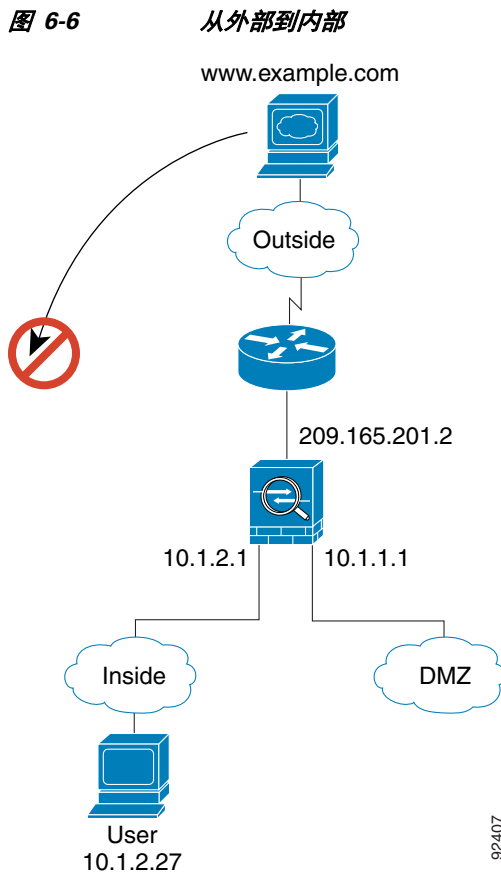 图 6-6 从外部到内部
www.example.com
Outside
209.165.201.2
10.1.2.1 10.1.1.1
Inside DMZ
User
10.1.2.27
92407